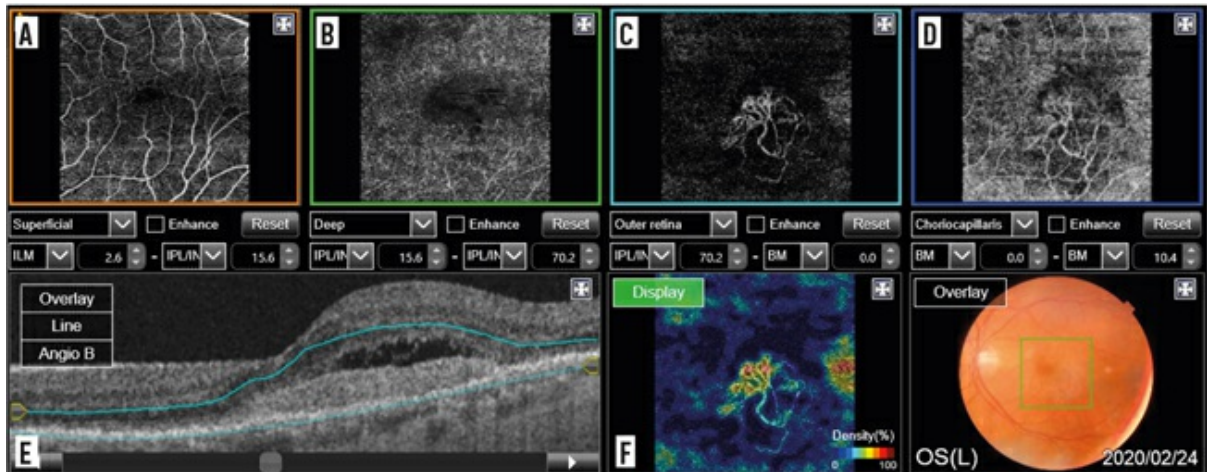 A
B
C
D
Superficial Enhance Reset
Deep Enhance Reset
Outer retina Enhance Reset
Choriocapillaris Enhance Reset
ILM 2.6 - IPL/IN 15.6
IPL/IN 15.6 - IPL/IN 70.2
IPL/IN 70.2 - BM 0.0
BM 0.0 - BM 10.4
Overlay
Line
Angio B
E
Display
Density(%)
0 100
F
Overlay
OS(L) 2020/02/24